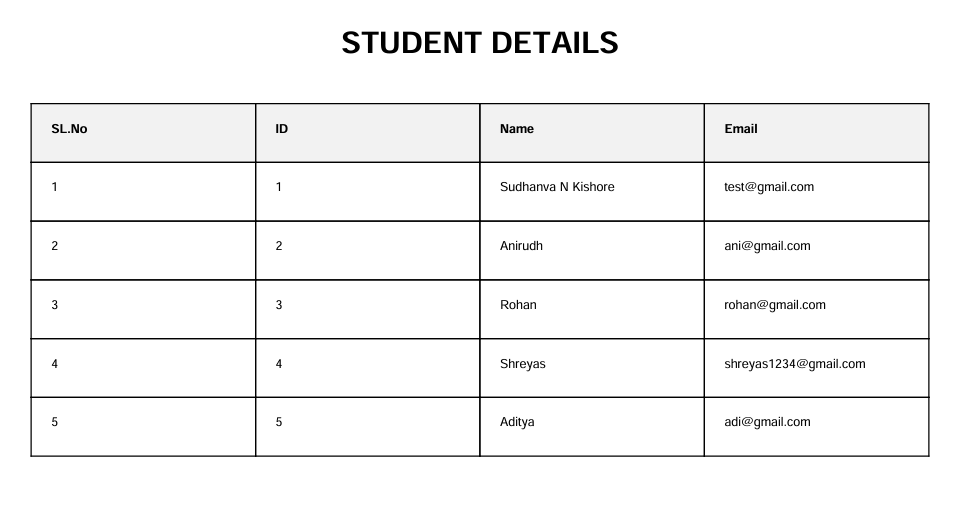 STUDENT DETAILS
SL.No ID Name Email
1 1 Sudhanva N Kishore test@gmail.com
2 2 Anirudh ani@gmail.com
3 3 Rohan rohan@gmail.com
4 4 Shreyas shreyas1234@gmail.com
5 5 Aditya adi@gmail.com